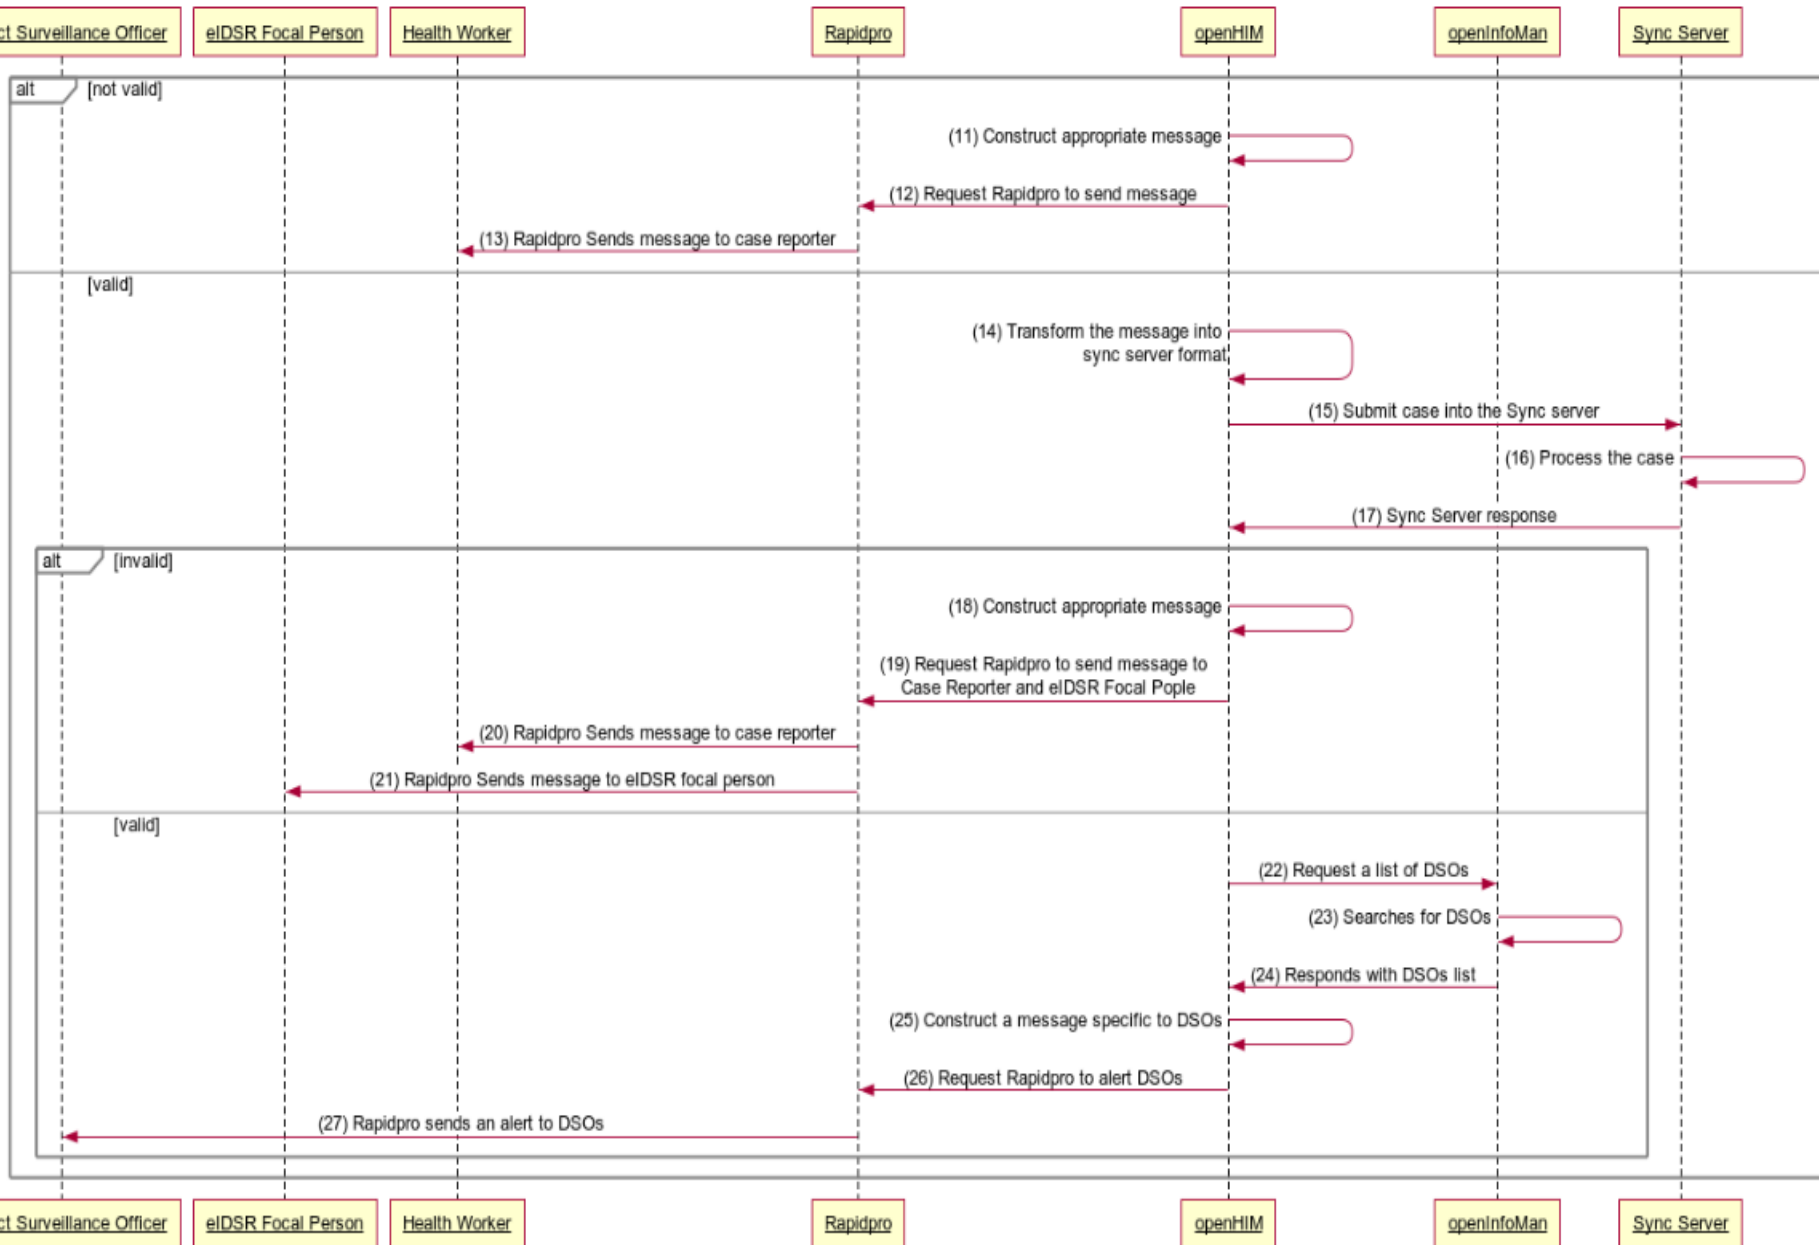 ct Surveillance Officer
eIDSR Focal Person
Health Worker
Rapidpro
openHIM
openInfoMan
Sync Server
alt
[not valid]
(11) Construct appropriate message
(12) Request Rapidpro to send message
(13) Rapidpro Sends message to case reporter
[valid]
(14) Transform the message into
sync server format
(15) Submit case into the Sync server
(16) Process the case
(17) Sync Server response
alt
[invalid]
(18) Construct appropriate message
(19) Request Rapidpro to send message to
Case Reporter and eIDSR Focal Pople
(20) Rapidpro Sends message to case reporter
(21) Rapidpro Sends message to eIDSR focal person
[valid]
(22) Request a list of DSOs
(23) Searches for DSOs
(24) Responds with DSOs list
(25) Construct a message specific to DSOs
(26) Request Rapidpro to alert DSOs
(27) Rapidpro sends an alert to DSOs
ct Surveillance Officer
eIDSR Focal Person
Health Worker
Rapidpro
openHIM
openInfoMan
Sync Server